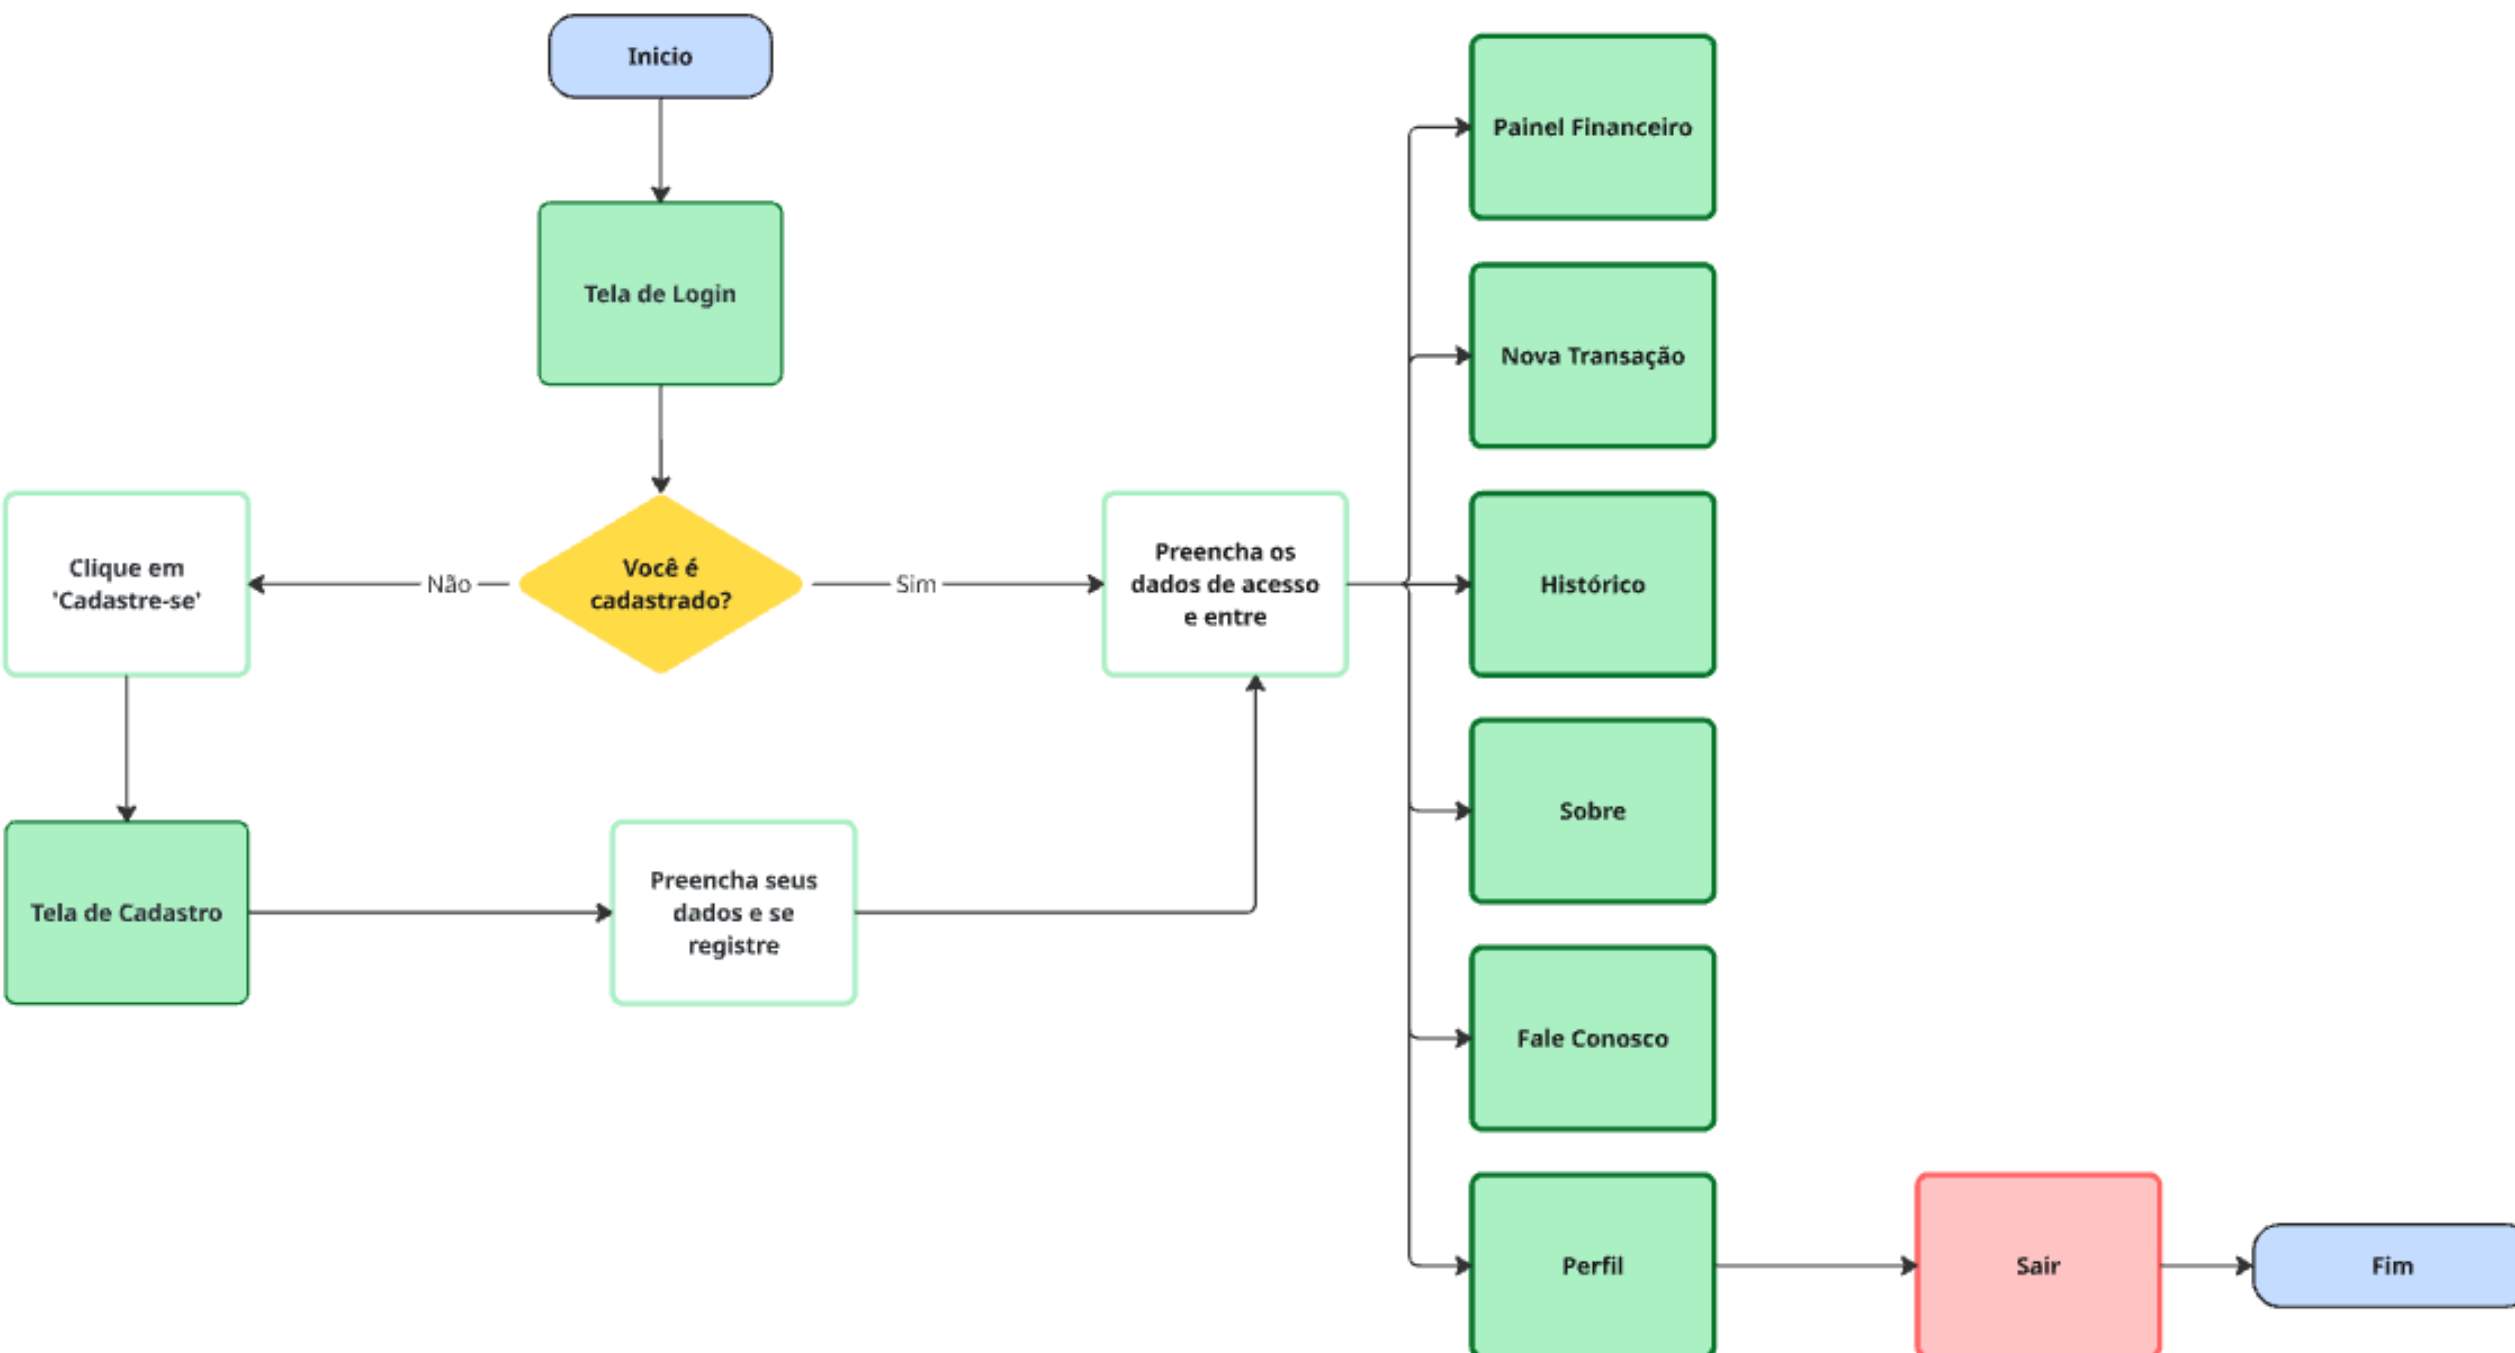 Inicio
Tela de Login
Você é
cadastrado?
Não
Sim
Clique em
'Cadastre-se'
Tela de Cadastro
Preencha seus
dados e se
registre
Preencha os
dados de acesso
e entre
Painel Financeiro
Nova Transação
Histórico
Sobre
Fale Conosco
Perfil
Sair
Fim